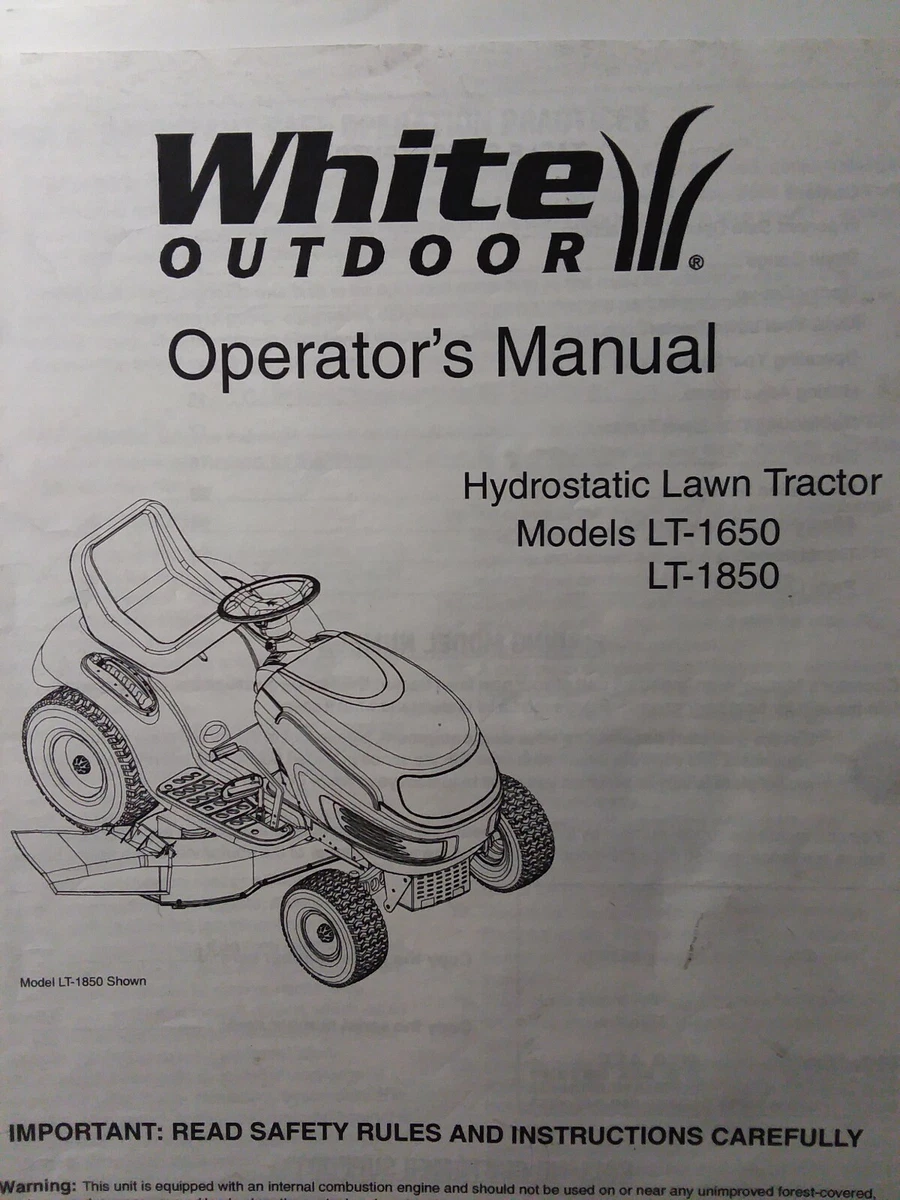 White
OUTDOOR ®
Operator's Manual
Hydrostatic Lawn Tractor
Models LT-1650
LT-1850
Model LT-1850 Shown
IMPORTANT: READ SAFETY RULES AND INSTRUCTIONS CAREFULLY
Warning: This unit is equipped with an internal combustion engine and should not be used on or near any unimproved forest-covered,